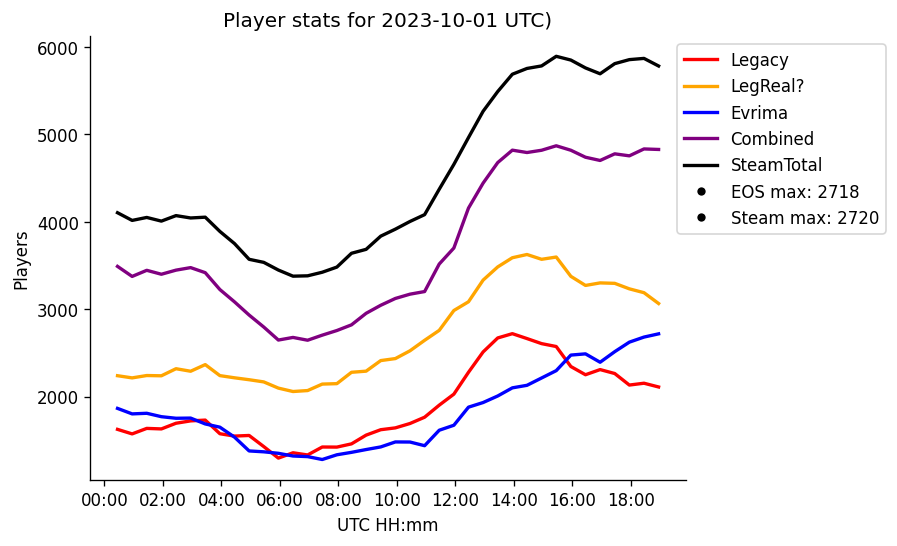 Player stats for 2023-10-01 UTC)
6000
5000
4000
3000
2000
Players
00:00 02:00 04:00 06:00 08:00 10:00 12:00 14:00 16:00 18:00
UTC HH:mm
Legacy
LegReal?
Evrima
Combined
SteamTotal
EOS max: 2718
Steam max: 2720